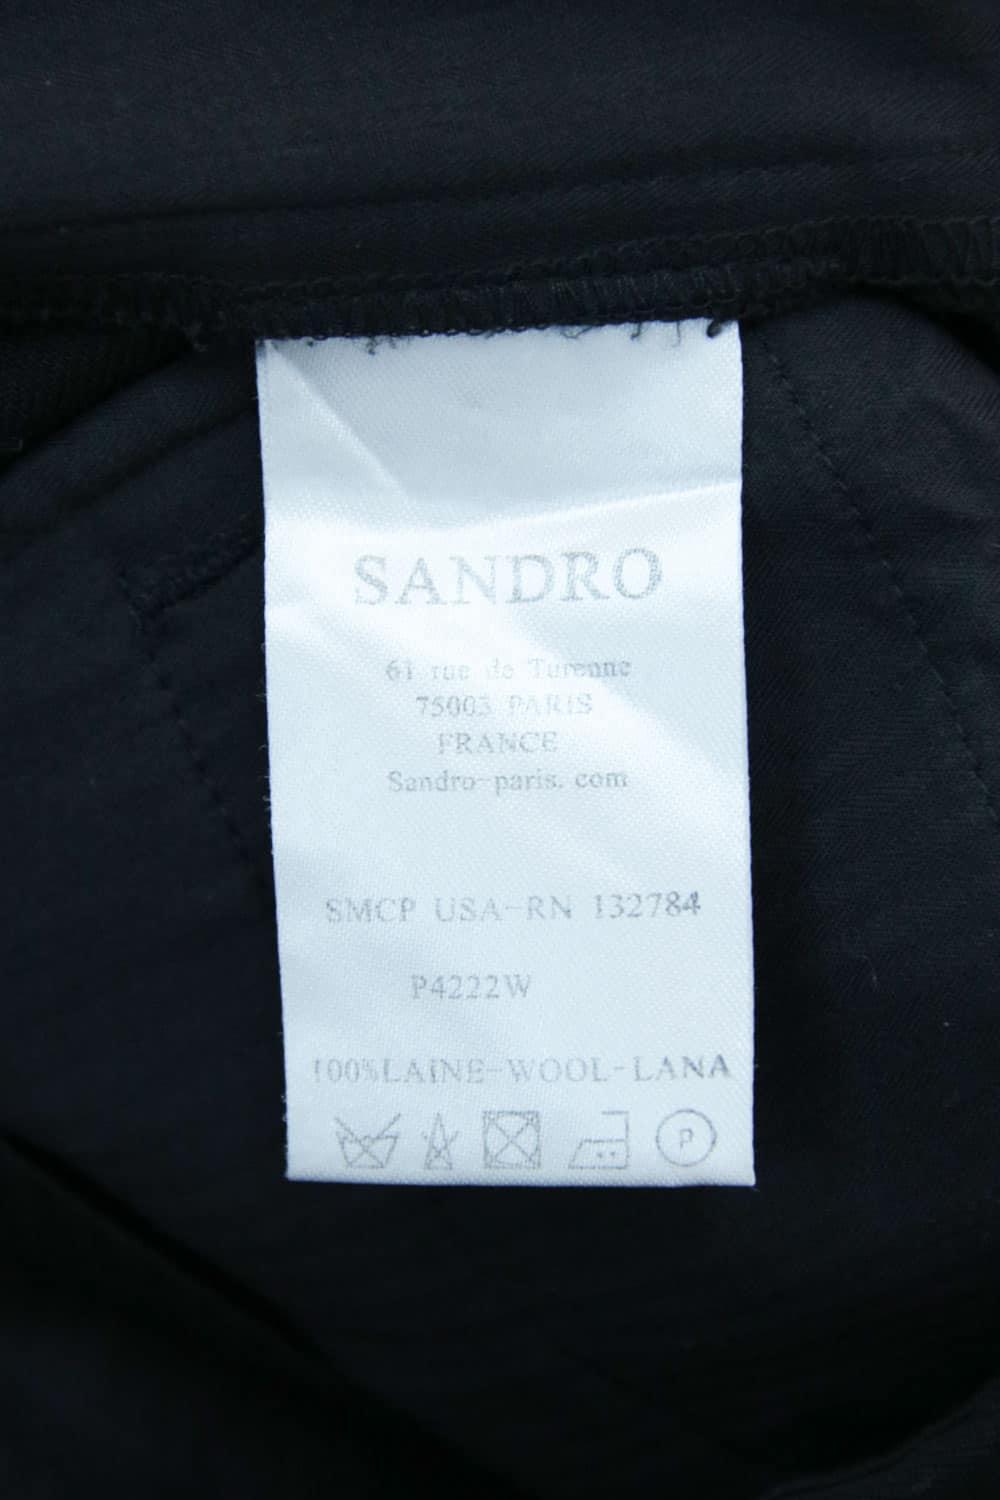 SANDRO
61 rue de Turenne
75003 PARIS
FRANCE
Sandro-paris.com
SMCP USA-RN 132784
P4222W
100%LAINE-WOOL-LANA
P